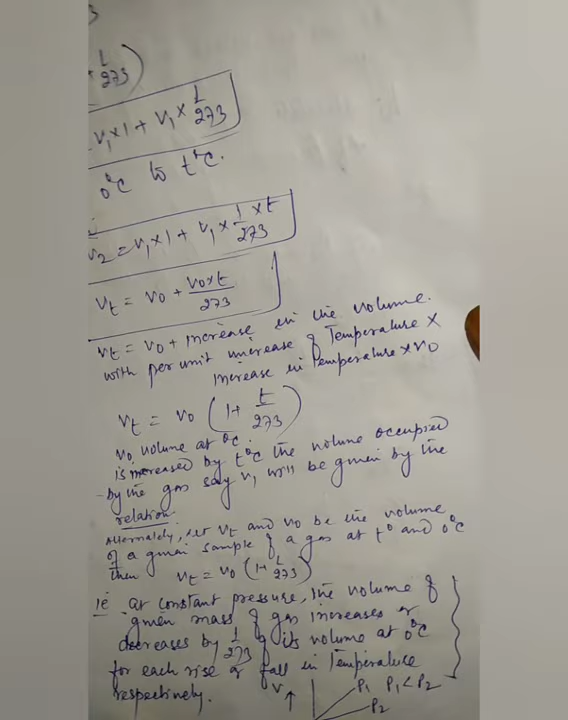 3
+ t/273)
V1×1 + V1 × t/273
0°C to t°C.
V2 = V1×1 + V1 × 1/273 × t
Vt = V0 + V0×t/273
Vt = V0 + increase in the volume.
with per unit increase of Temperature ×
increase in Temperature × V0
Vt = V0 (1+ t/273)
V0 volume at 0°C
is increased by t°C the volume occupied
by the gas say V1 will be given by the
relation
Alternately, let Vt and V0 be the volume
of a given sample of a gas at t° and 0°C
then
Vt = V0 (1+ t/273)
ie At constant pressure, the volume of
given mass of gas increases or
decreases by 1/273 of its volume at 0°C
for each rise or fall in Temperature
respectively.
V↑ P1 P1<P2
P2